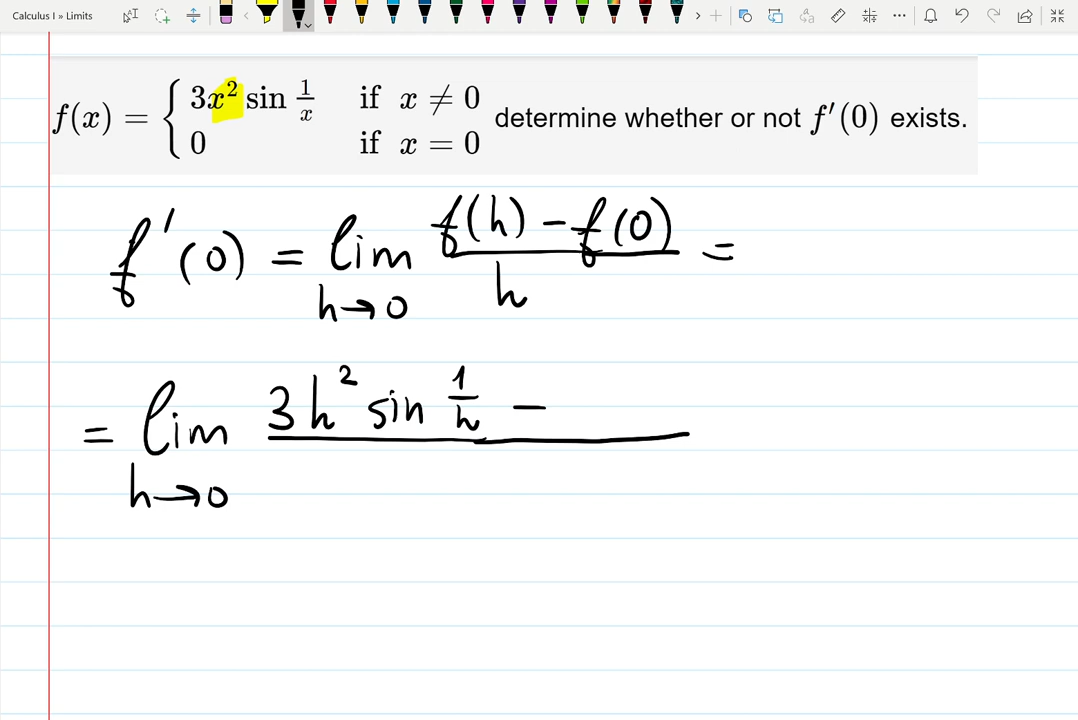 Calculus I » Limits
f(x) = { 3x² sin 1/x if x ≠ 0
0 if x = 0 determine whether or not f′(0) exists.
f'(0) = lim h→0 (f(h) − f(0))/h =
= lim h→0 3h² sin 1/h −